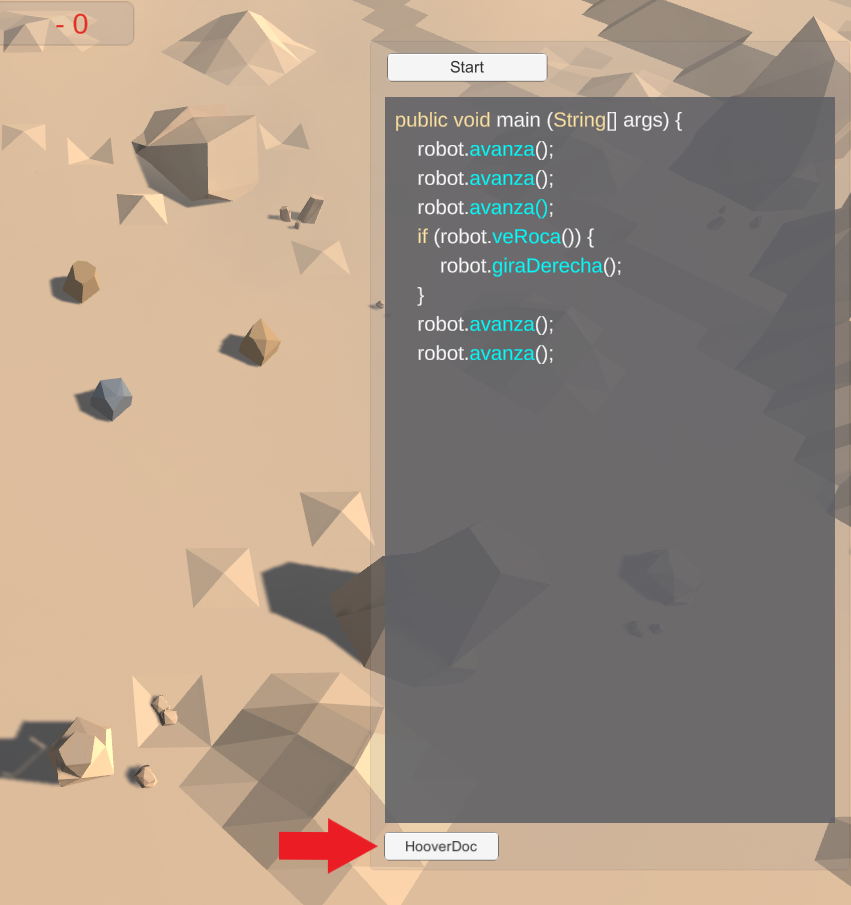 - 0
Start
public void main (String[] args) {
robot.avanza();
robot.avanza();
robot.avanza();
if (robot.veRoca()) {
robot.giraDerecha();
}
robot.avanza();
robot.avanza();
HooverDoc